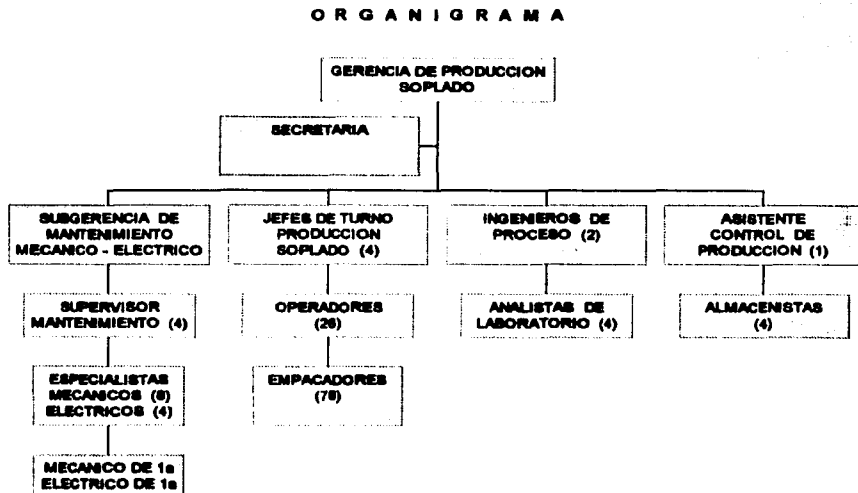 O R G A N I G R A M A
GERENCIA DE PRODUCCION
SOPLADO
SECRETARIA
SUBGERENCIA DE
MANTENIMIENTO
MECANICO - ELECTRICO
JEFES DE TURNO
PRODUCCION
SOPLADO (4)
INGENIEROS DE
PROCESO (2)
ASISTENTE
CONTROL DE
PRODUCCION (1)
SUPERVISOR
MANTENIMIENTO (4)
OPERADORES
(26)
ANALISTAS DE
LABORATORIO (4)
ALMACENISTAS
(4)
ESPECIALISTAS
MECANICOS
ELECTRICOS (4)
EMPACADORES
MECANICO DE 1a
ELECTRICO DE 1a